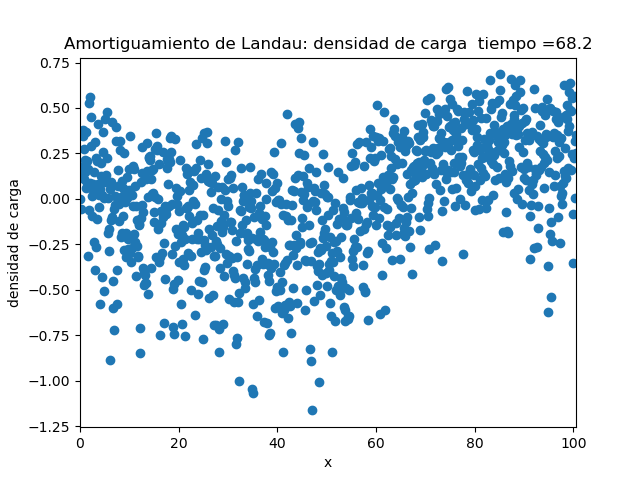 Amortiguamiento de Landau: densidad de carga  tiempo =68.2
densidad de carga
0.75
0.50
0.25
0.00
−0.25
−0.50
−0.75
−1.00
−1.25
0 20 40 60 80 100
x